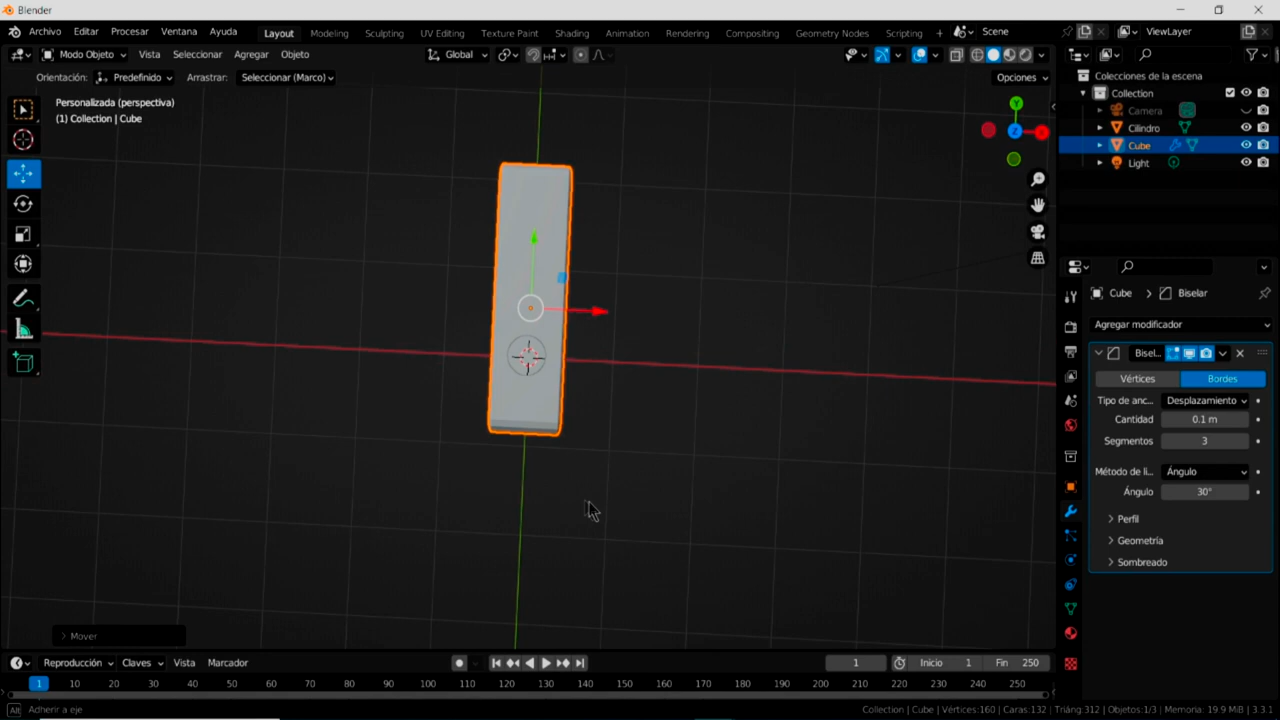 Blender
Archivo Editar Procesar Ventana Ayuda Layout Modeling Sculpting UV Editing Texture Paint Shading Animation Rendering Compositing Geometry Nodes Scripting + Scene ViewLayer
Modo Objeto Vista Seleccionar Agregar Objeto Global
Orientación: Predefinido Arrastrar: Seleccionar (Marco) Opciones
Colecciones de la escena
Collection
Camera
Cilindro
Cube
Light
Personalizada (perspectiva)
(1) Collection | Cube
Y
Z
X
Cube > Biselar
Agregar modificador
Bisel...
Vértices Bordes
Tipo de anc... Desplazamiento
Cantidad 0.1 m
Segmentos 3
Método de li... Ángulo
Ángulo 30°
> Perfil
> Geometría
> Sombreado
> Mover
Reproducción Claves Vista Marcador 1 Inicio 1 Fin 250
1 10 20 30 40 50 60 70 80 90 100 110 120 130 140 150 160 170 180 190 200 210 220 230 240 250
Alt Adherir a eje Collection | Cube | Vértices:160 | Caras:132 | Triáng:312 | Objetos:1/3 | Memoria: 19.9 MiB | 3.3.1